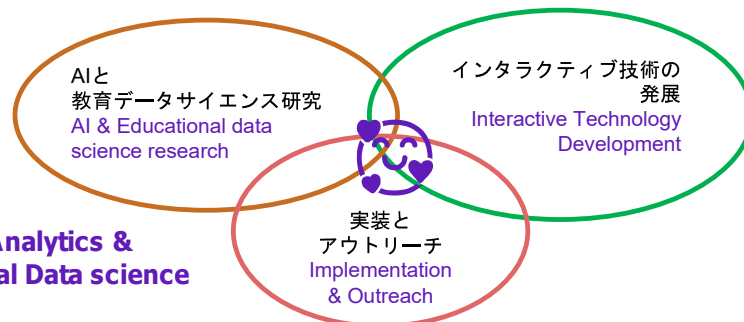 AIと
教育データサイエンス研究
AI & Educational data
science research
インタラクティブ技術の
発展
Interactive Technology
Development
実装と
アウトリーチ
Implementation
& Outreach
Analytics &
al Data science